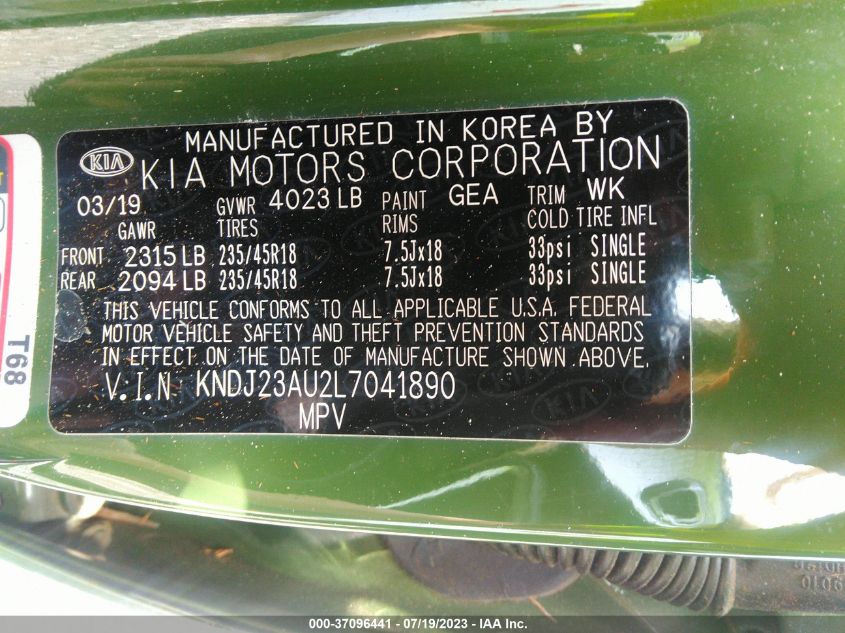 MANUFACTURED IN KOREA BY
KIA KIA MOTORS CORPORATION
03/19 GVWR 4023 LB PAINT GEA TRIM WK
GAWR TIRES RIMS COLD TIRE INFL
FRONT 2315 LB 235/45R18 7.5Jx18 33psi SINGLE
REAR 2094 LB 235/45R18 7.5Jx18 33psi SINGLE
THIS VEHICLE CONFORMS TO ALL APPLICABLE U.S.A. FEDERAL
MOTOR VEHICLE SAFETY AND THEFT PREVENTION STANDARDS
IN EFFECT ON THE DATE OF MANUFACTURE SHOWN ABOVE.
V.I.N KNDJ23AU2L7041890
MPV
T68
000-37096441 - 07/19/2023 - IAA Inc.